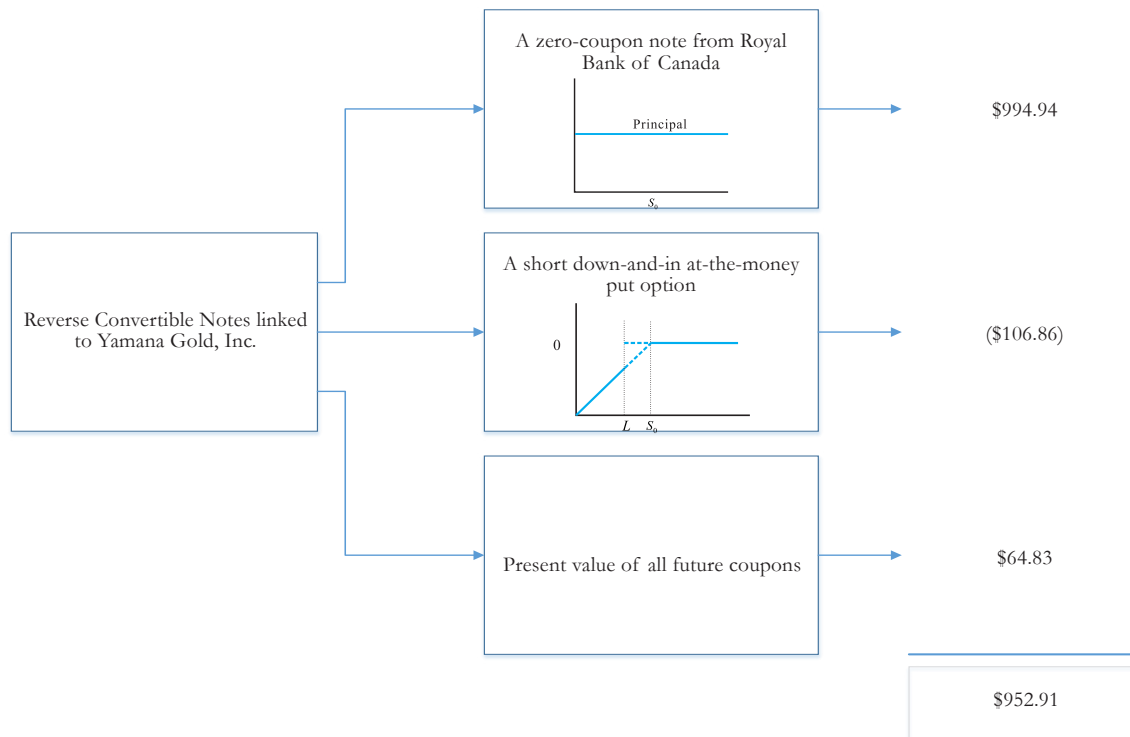 A zero-coupon note from Royal
Bank of Canada
Principal
S₀
$994.94
Reverse Convertible Notes linked
to Yamana Gold, Inc.
A short down-and-in at-the-money
put option
0
L S₀
($106.86)
Present value of all future coupons
$64.83
$952.91